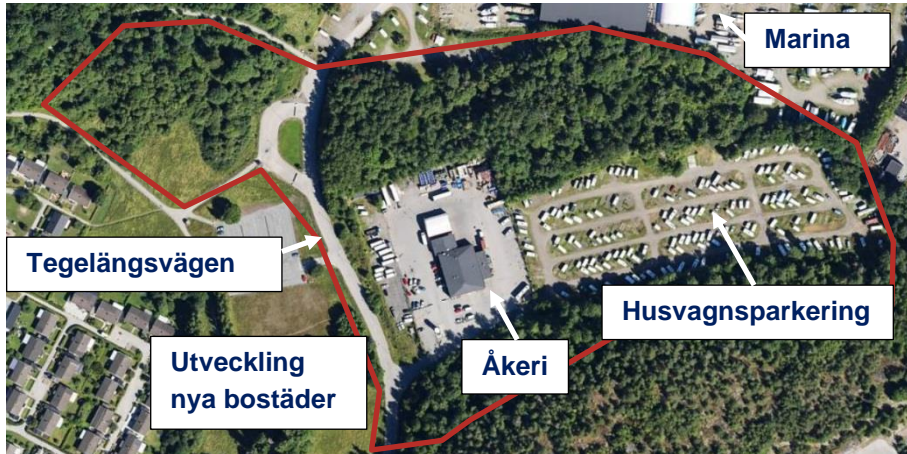 Marina
Tegelängsvägen
Husvagnsparkering
Utveckling
nya bostäder
Åkeri